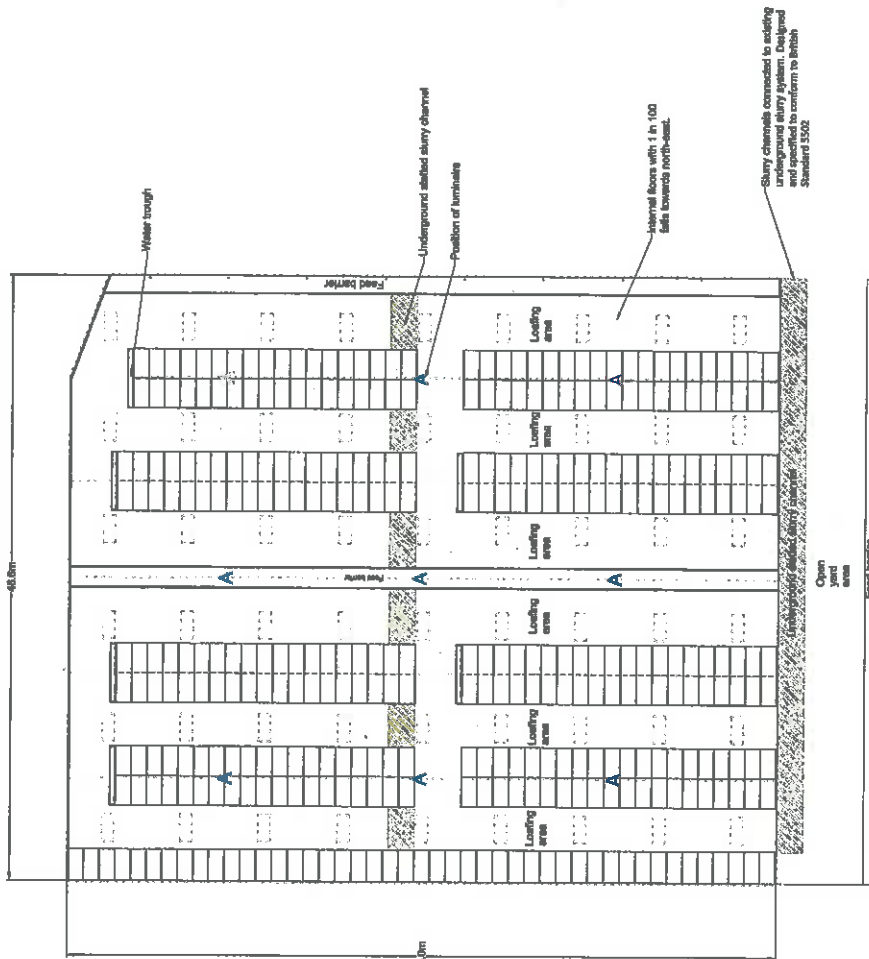 48.6m
Water trough
Underground slatted slurry channel
Position of luminaire
Internal floors with 1 in 100
falls towards north-east.
Slurry channels connected to existing
underground slurry system. Designed
and specified to conform to British
Standard 5502
Feed barrier
Loafing
area
Loafing
area
Loafing
area
Feed barrier
Loafing
area
Loafing
area
Loafing
area
A
A
A
A
A
A
A
A
Underground slatted slurry channel
Open
yard
area
0m